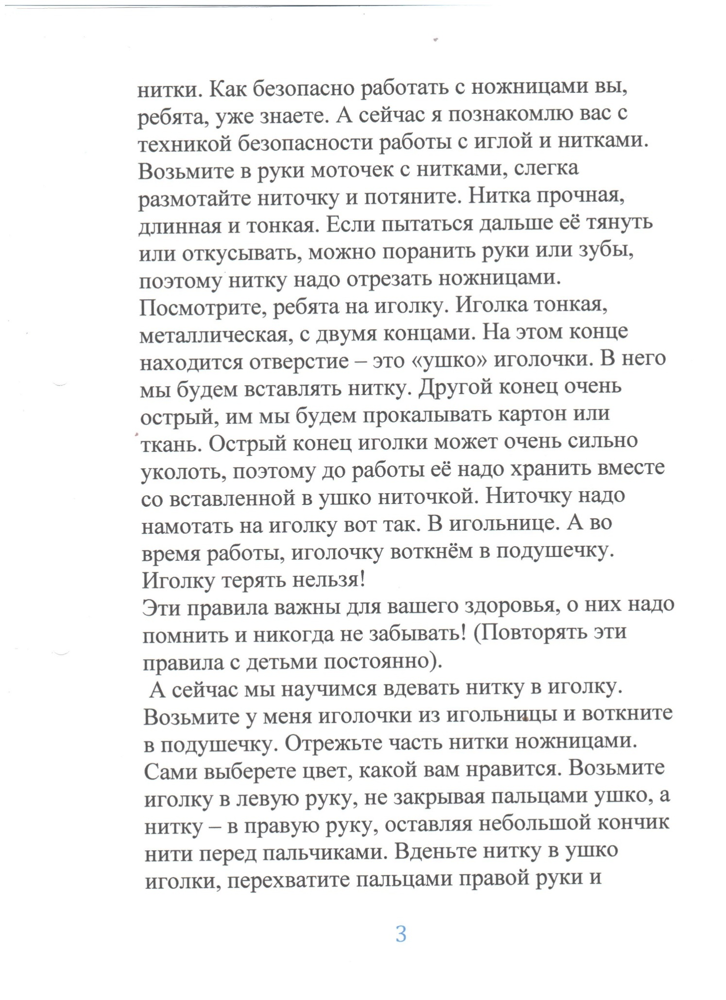 нитки. Как безопасно работать с ножницами вы,
ребята, уже знаете. А сейчас я познакомлю вас с
техникой безопасности работы с иглой и нитками.
Возьмите в руки моточек с нитками, слегка
размотайте ниточку и потяните. Нитка прочная,
длинная и тонкая. Если пытаться дальше её тянуть
или откусывать, можно поранить руки или зубы,
поэтому нитку надо отрезать ножницами.
Посмотрите, ребята на иголку. Иголка тонкая,
металлическая, с двумя концами. На этом конце
находится отверстие – это «ушко» иголочки. В него
мы будем вставлять нитку. Другой конец очень
острый, им мы будем прокалывать картон или
ткань. Острый конец иголки может очень сильно
уколоть, поэтому до работы её надо хранить вместе
со вставленной в ушко ниточкой. Ниточку надо
намотать на иголку вот так. В игольнице. А во
время работы, иголочку воткнём в подушечку.
Иголку терять нельзя!
Эти правила важны для вашего здоровья, о них надо
помнить и никогда не забывать! (Повторять эти
правила с детьми постоянно).
А сейчас мы научимся вдевать нитку в иголку.
Возьмите у меня иголочки из игольницы и воткните
в подушечку. Отрежьте часть нитки ножницами.
Сами выберете цвет, какой вам нравится. Возьмите
иголку в левую руку, не закрывая пальцами ушко, а
нитку – в правую руку, оставляя небольшой кончик
нити перед пальчиками. Вденьте нитку в ушко
иголки, перехватите пальцами правой руки и
3